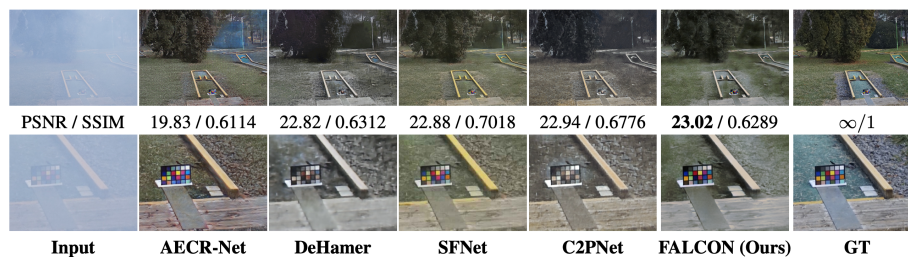 PSNR / SSIM 19.83 / 0.6114 22.82 / 0.6312 22.88 / 0.7018 22.94 / 0.6776 23.02 / 0.6289 ∞/1
Input AECR-Net DeHamer SFNet C2PNet FALCON (Ours) GT